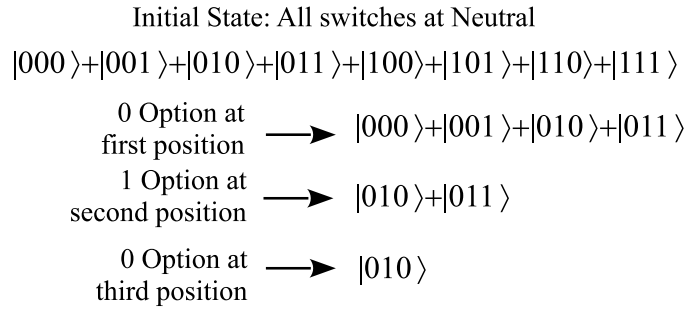 Initial State: All switches at Neutral
|000⟩+|001⟩+|010⟩+|011⟩+|100⟩+|101⟩+|110⟩+|111⟩
0 Option at
first position
|000⟩+|001⟩+|010⟩+|011⟩
1 Option at
second position
|010⟩+|011⟩
0 Option at
third position
|010⟩